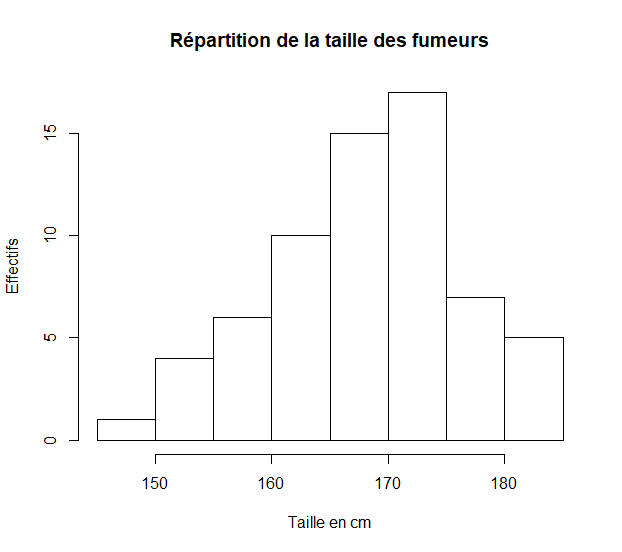 Répartition de la taille des fumeurs
15
10
5
0
Effectifs
150 160 170 180
Taille en cm